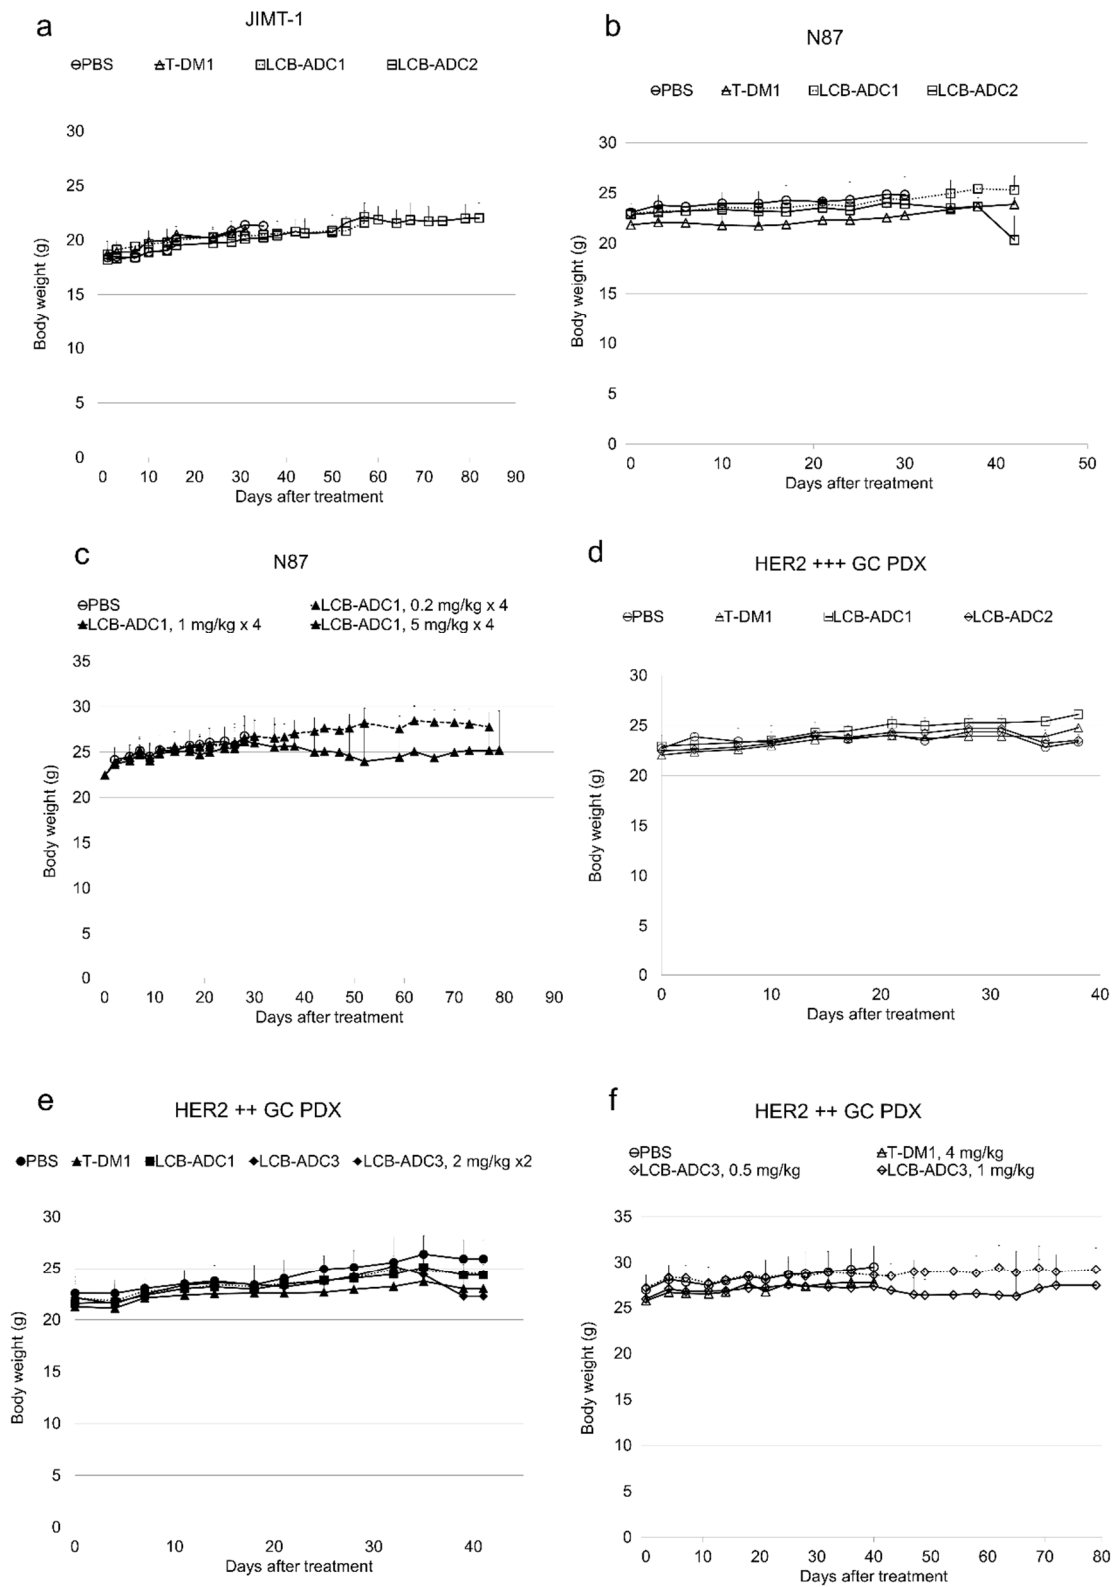 a
JIMT-1
PBS T-DM1 LCB-ADC1 LCB-ADC2
30
25
20
15
10
5
0
Body weight (g)
0 10 20 30 40 50 60 70 80 90
Days after treatment
b
N87
PBS T-DM1 LCB-ADC1 LCB-ADC2
30
25
20
15
10
5
0
Body weight (g)
0 10 20 30 40 50
Days after treatment
c
N87
PBS LCB-ADC1, 0.2 mg/kg x 4
LCB-ADC1, 1 mg/kg x 4 LCB-ADC1, 5 mg/kg x 4
35
30
25
20
15
10
5
0
Body weight (g)
0 10 20 30 40 50 60 70 80 90
Days after treatment
d
HER2 +++ GC PDX
PBS T-DM1 LCB-ADC1 LCB-ADC2
30
25
20
15
10
5
0
Body weight (g)
0 10 20 30 40
Days after treatment
e
HER2 ++ GC PDX
PBS T-DM1 LCB-ADC1 LCB-ADC3 LCB-ADC3, 2 mg/kg x2
30
25
20
15
10
5
0
Body weight (g)
0 10 20 30 40
Days after treatment
f
HER2 ++ GC PDX
PBS T-DM1, 4 mg/kg
LCB-ADC3, 0.5 mg/kg LCB-ADC3, 1 mg/kg
35
30
25
20
15
10
5
0
Body weight (g)
0 10 20 30 40 50 60 70 80
Days after treatment